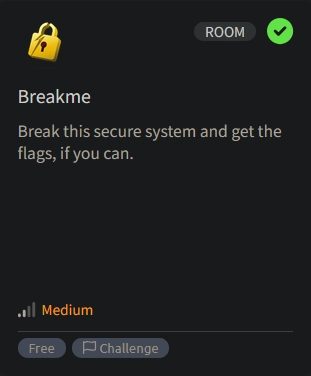 ROOM
Breakme
Break this secure system and get the
flags, if you can.
Medium
Free
Challenge